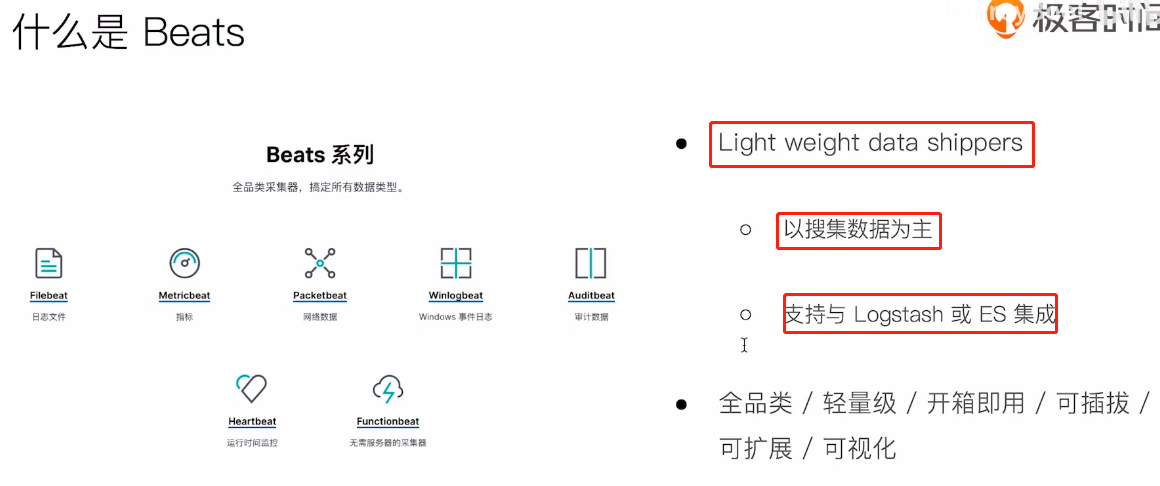 什么是 Beats
极客时间
Beats 系列
全品类采集器，搞定所有数据类型。
Filebeat
日志文件
Metricbeat
指标
Packetbeat
网络数据
Winlogbeat
Windows 事件日志
Auditbeat
审计数据
Heartbeat
运行时间监控
Functionbeat
无需服务器的采集器
Light weight data shippers
以搜集数据为主
支持与 Logstash 或 ES 集成
全品类 / 轻量级 / 开箱即用 / 可插拔 /
可扩展 / 可视化